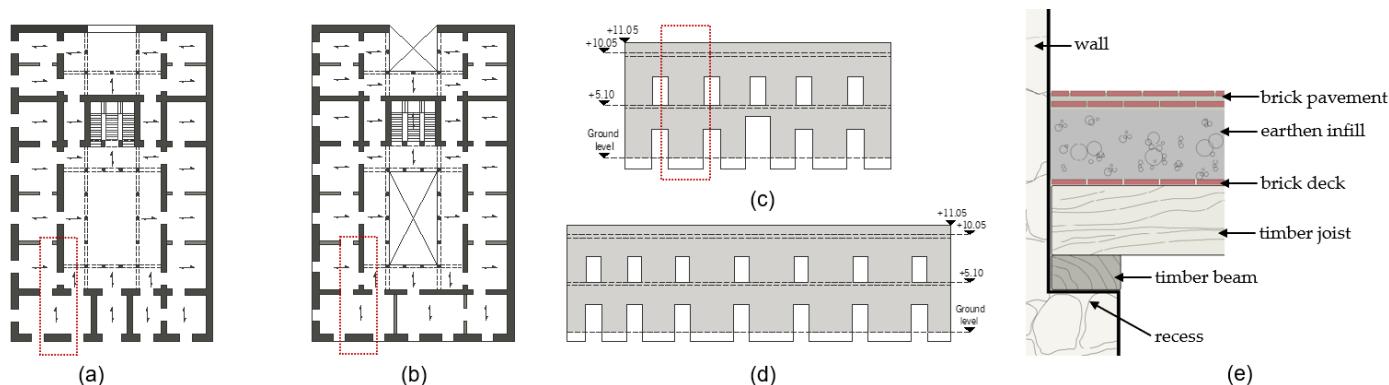 +11.05
+10.05
+5.10
Ground
level
+11.05
+10.05
+5.10
Ground
level
wall
brick pavement
earthen infill
brick deck
timber joist
timber beam
recess
(a)
(b)
(c)
(d)
(e)